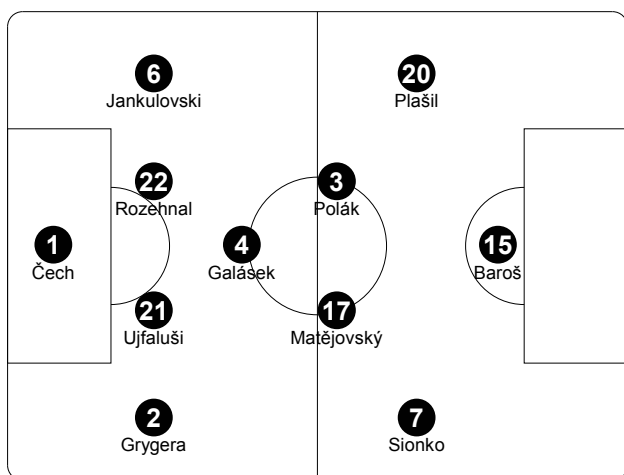 6
Jankulovski
20
Plašil
22
Rozehnal
3
Polák
1
Čech
4
Galásek
15
Baroš
21
Ujfaluši
17
Matějovský
2
Grygera
7
Sionko